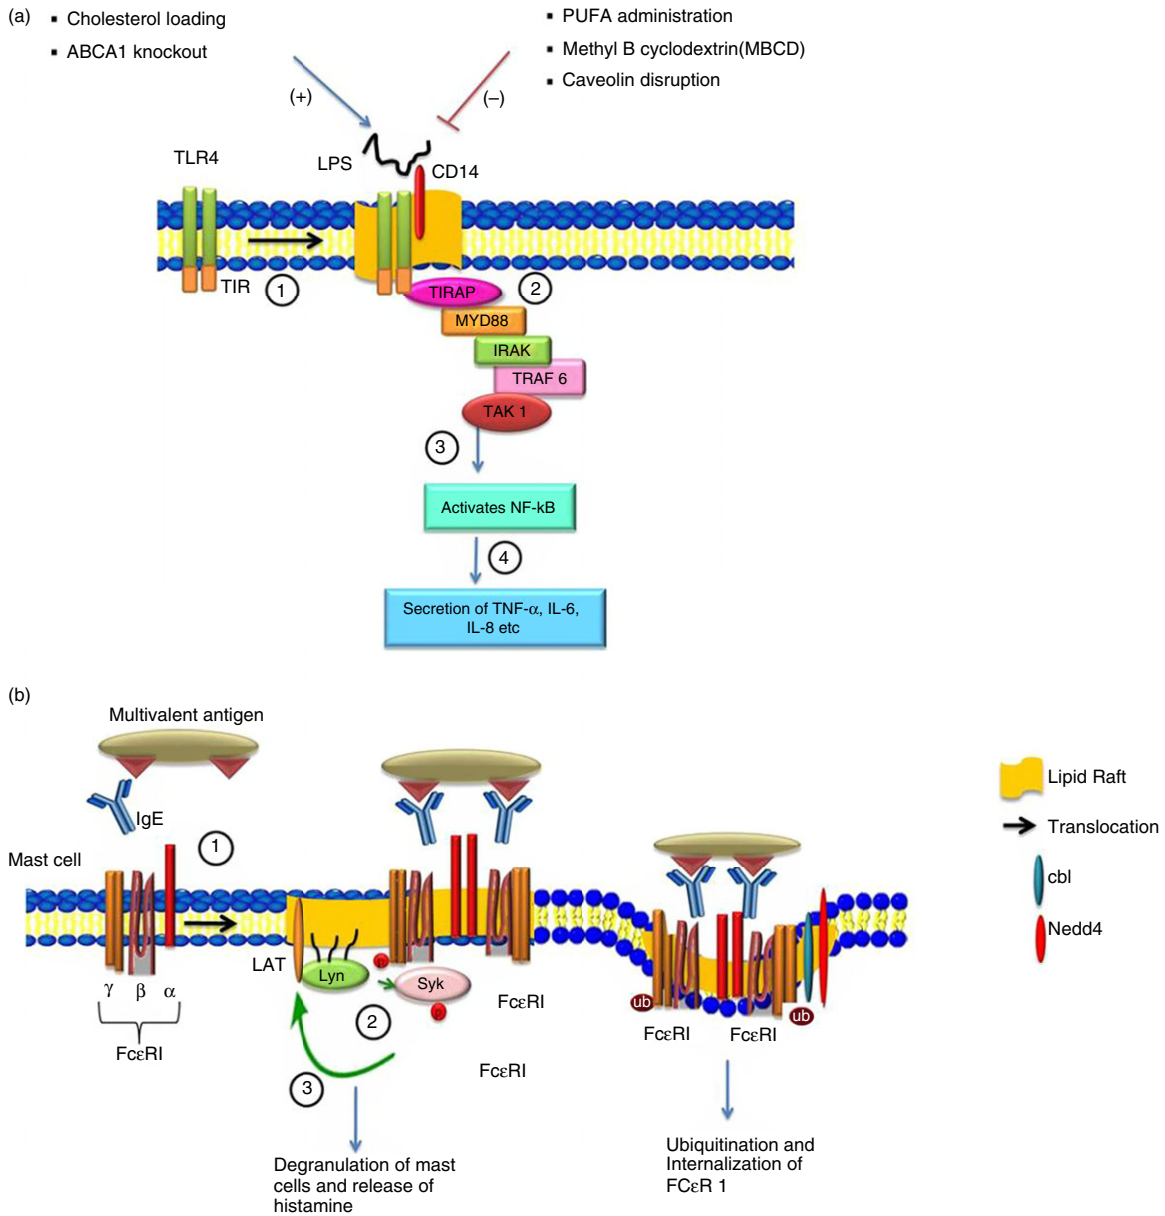 (a)
▪ Cholesterol loading
▪ ABCA1 knockout
▪ PUFA administration
▪ Methyl B cyclodextrin(MBCD)
▪ Caveolin disruption
(+)
(–)
TLR4
LPS
CD14
TIR
1
2
TIRAP
MYD88
IRAK
TRAF 6
TAK 1
3
Activates NF-kB
4
Secretion of TNF-α, IL-6,
IL-8 etc
(b)
Multivalent antigen
IgE
1
Mast cell
γ β α
FcεRI
LAT
Lyn
p
Syk
p
2
3
FcεRI
FcεRI
Degranulation of mast
cells and release of
histamine
ub
ub
FcεRI
FcεRI
Ubiquitination and
Internalization of
FCεR 1
Lipid Raft
Translocation
cbl
Nedd4